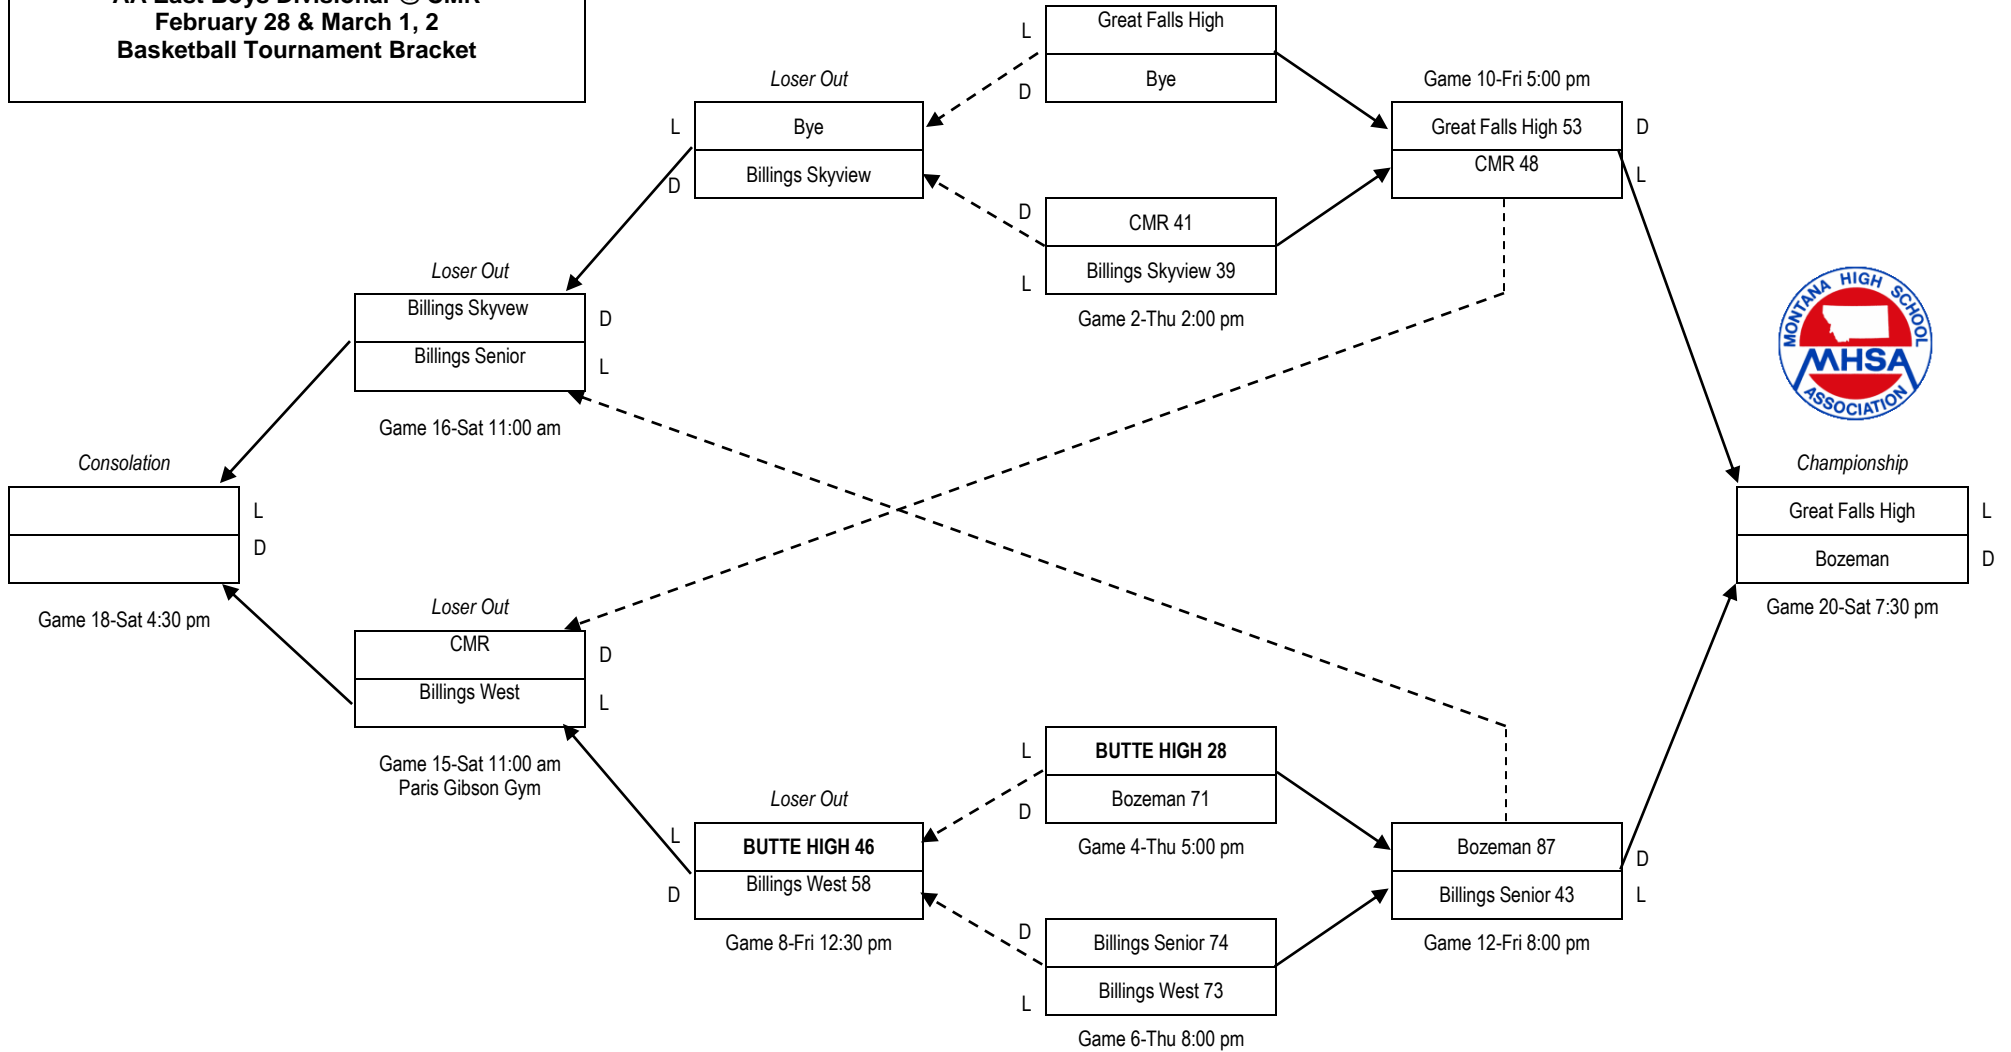 AA East Boys Divisional @ CMR
February 28 & March 1, 2
Basketball Tournament Bracket
L
Great Falls High
D
Bye
Loser Out
L
Bye
D
Billings Skyview
D
CMR 41
L
Billings Skyview 39
Game 2-Thu 2:00 pm
Game 10-Fri 5:00 pm
Great Falls High 53
D
CMR 48
L
Loser Out
Billings Skyvew
D
Billings Senior
L
Game 16-Sat 11:00 am
MONTANA HIGH SCHOOL
MHSA
ASSOCIATION
Consolation
L
D
Game 18-Sat 4:30 pm
Championship
Great Falls High
L
Bozeman
D
Game 20-Sat 7:30 pm
Loser Out
CMR
D
Billings West
L
Game 15-Sat 11:00 am
Paris Gibson Gym
Loser Out
L
BUTTE HIGH 46
D
Billings West 58
Game 8-Fri 12:30 pm
L
BUTTE HIGH 28
D
Bozeman 71
Game 4-Thu 5:00 pm
D
Billings Senior 74
L
Billings West 73
Game 6-Thu 8:00 pm
Bozeman 87
D
Billings Senior 43
L
Game 12-Fri 8:00 pm